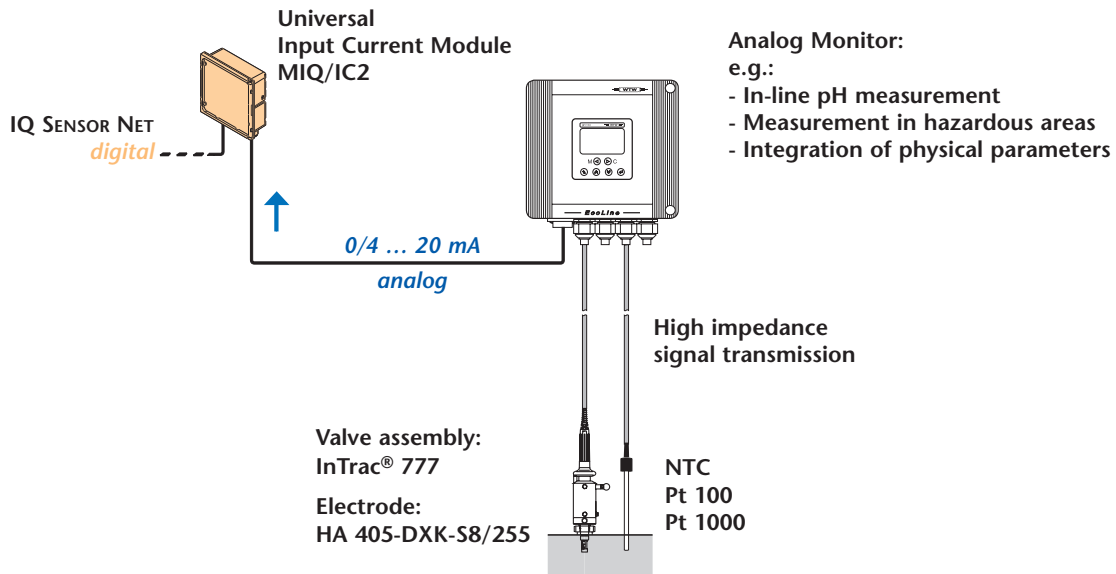 Universal
Input Current Module
MIQ/IC2
IQ SENSOR NET
digital
Analog Monitor:
e.g.:
- In-line pH measurement
- Measurement in hazardous areas
- Integration of physical parameters
WTW
M
C
EcoLine
0/4 ... 20 mA
analog
High impedance
signal transmission
Valve assembly:
InTrac® 777
Electrode:
HA 405-DXK-S8/255
NTC
Pt 100
Pt 1000